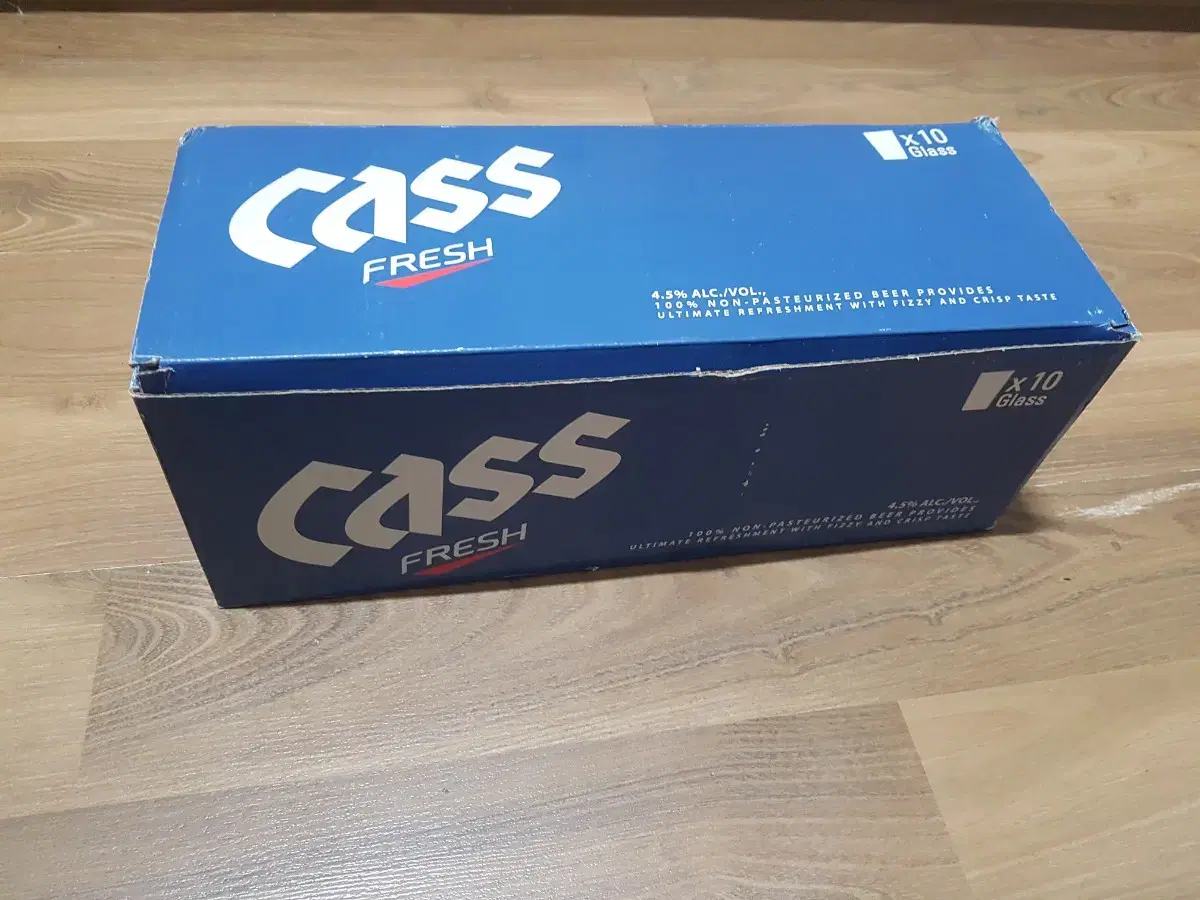 CASS
FRESH
x10
Glass
4.5% ALC./VOL.,
100% NON-PASTEURIZED BEER PROVIDES
ULTIMATE REFRESHMENT WITH FIZZY AND CRISP TASTE
CASS
FRESH
x 10
Glass
4.5% ALC./VOL.,
100% NON-PASTEURIZED BEER PROVIDES
ULTIMATE REFRESHMENT WITH FIZZY AND CRISP TASTE